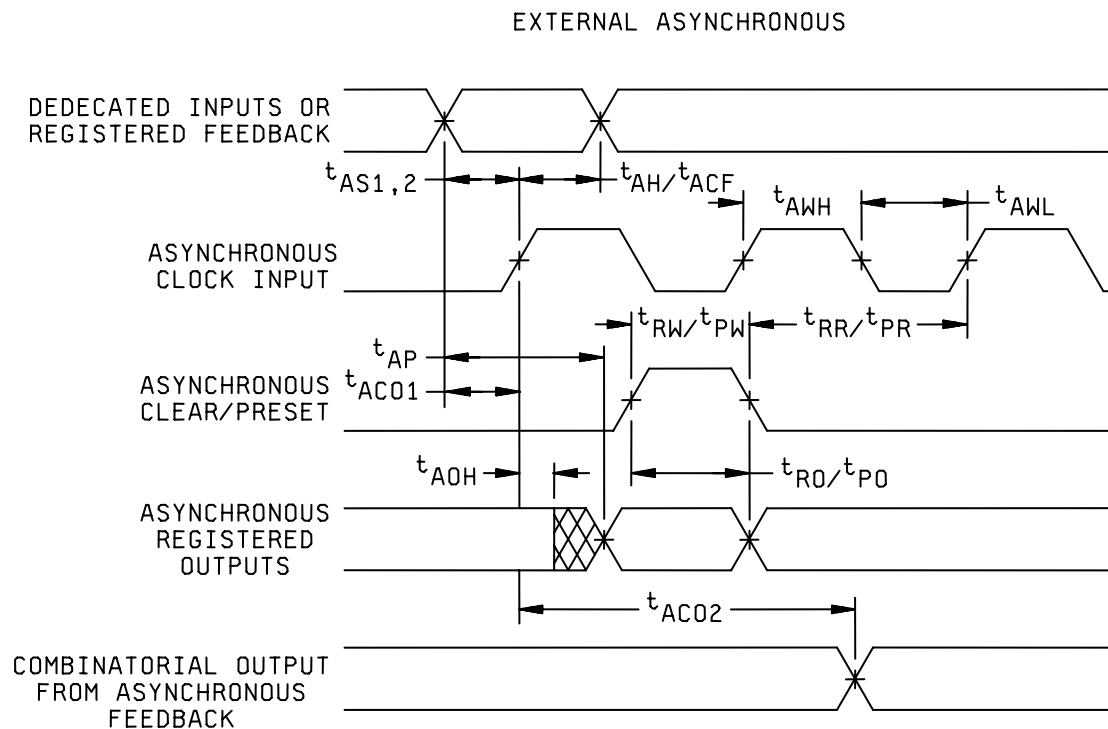 EXTERNAL ASYNCHRONOUS
DEDECATED INPUTS OR
REGISTERED FEEDBACK
tAS1,2
tAH/tACF
tAWH
tAWL
ASYNCHRONOUS
CLOCK INPUT
tRW/tPW
tRR/tPR
tAP
tACO1
ASYNCHRONOUS
CLEAR/PRESET
tAOH
tRO/tPO
ASYNCHRONOUS
REGISTERED
OUTPUTS
tACO2
COMBINATORIAL OUTPUT
FROM ASYNCHRONOUS
FEEDBACK